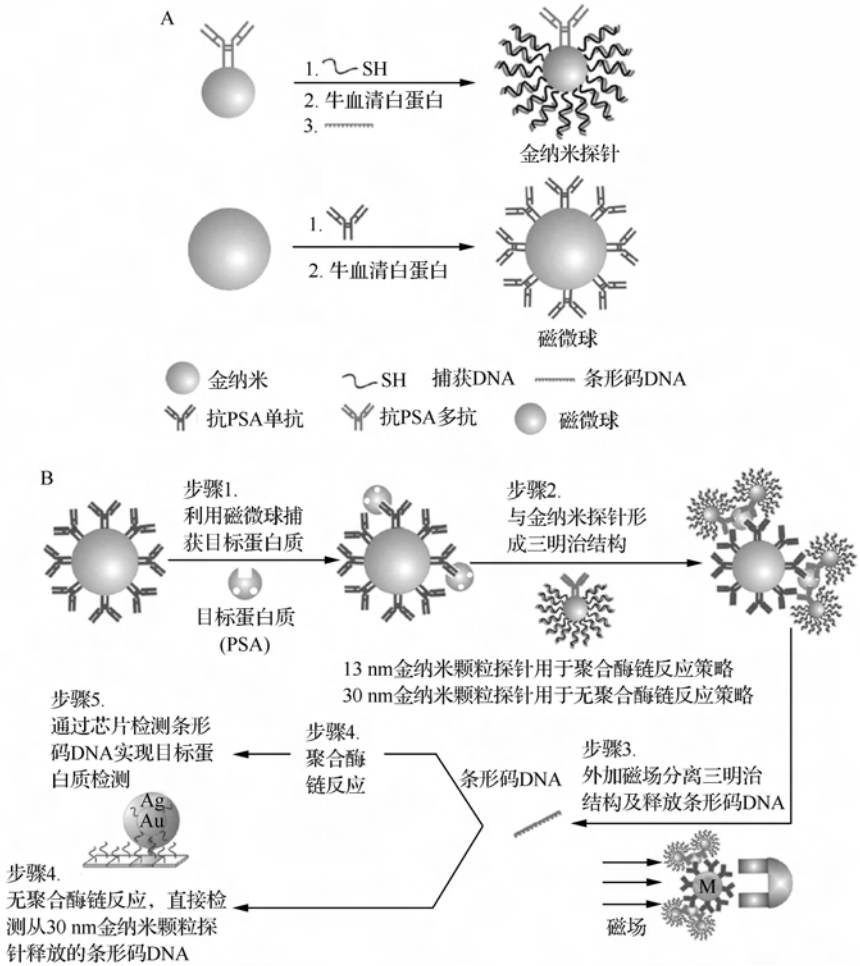 A
1. SH
2. 牛血清白蛋白
3.
金纳米探针
1.
2. 牛血清白蛋白
磁微球
金纳米
SH 捕获DNA
条形码DNA
抗PSA单抗
抗PSA多抗
磁微球
B
步骤1.
利用磁微球捕
获目标蛋白质
目标蛋白质
(PSA)
步骤2.
与金纳米探针形
成三明治结构
13 nm金纳米颗粒探针用于聚合酶链反应策略
30 nm金纳米颗粒探针用于无聚合酶链反应策略
步骤3.
外加磁场分离三明治
结构及释放条形码DNA
M
磁场
条形码DNA
步骤4.
聚合酶
链反应
步骤5.
通过芯片检测条形
码DNA实现目标蛋
白质检测
Ag
Au
步骤4.
无聚合酶链反应，直接检
测从30 nm金纳米颗粒探
针释放的条形码DNA